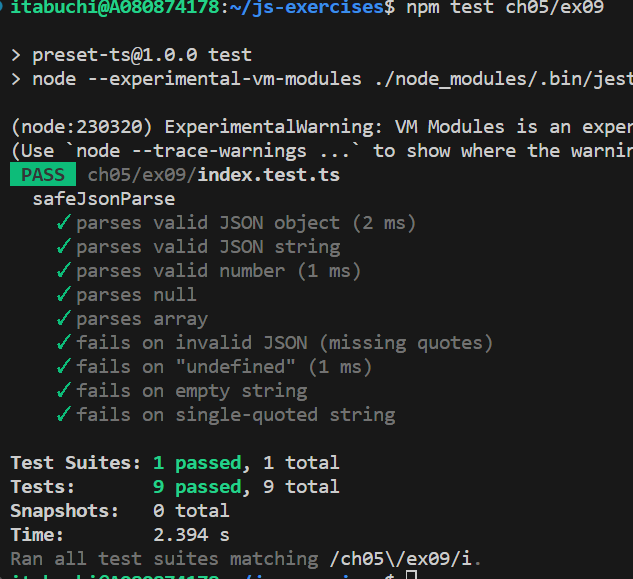 itabuchi@A080874178:~/js-exercises$ npm test ch05/ex09
> preset-ts@1.0.0 test
> node --experimental-vm-modules ./node_modules/.bin/jest
(node:230320) ExperimentalWarning: VM Modules is an exper
(Use `node --trace-warnings ...` to show where the warnin
PASS ch05/ex09/index.test.ts
safeJsonParse
✓ parses valid JSON object (2 ms)
✓ parses valid JSON string
✓ parses valid number (1 ms)
✓ parses null
✓ parses array
✓ fails on invalid JSON (missing quotes)
✓ fails on "undefined" (1 ms)
✓ fails on empty string
✓ fails on single-quoted string
Test Suites: 1 passed, 1 total
Tests: 9 passed, 9 total
Snapshots: 0 total
Time: 2.394 s
Ran all test suites matching /ch05\/ex09/i.
itabuchi@A080874178:~/js-exercises$